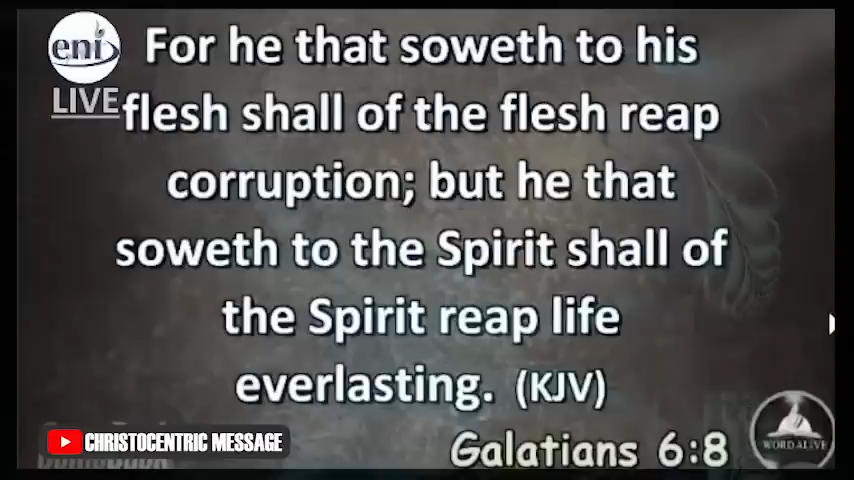 eni
LIVE
For he that soweth to his
flesh shall of the flesh reap
corruption; but he that
soweth to the Spirit shall of
the Spirit reap life
everlasting. (KJV)
CHRISTOCENTRIC MESSAGE
Galatians 6:8
WORD ALIVE